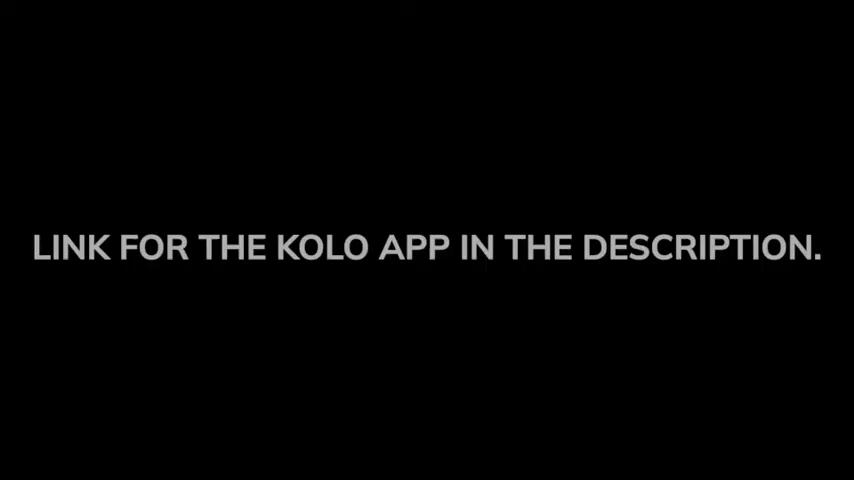 LINK FOR THE KOLO APP IN THE DESCRIPTION.